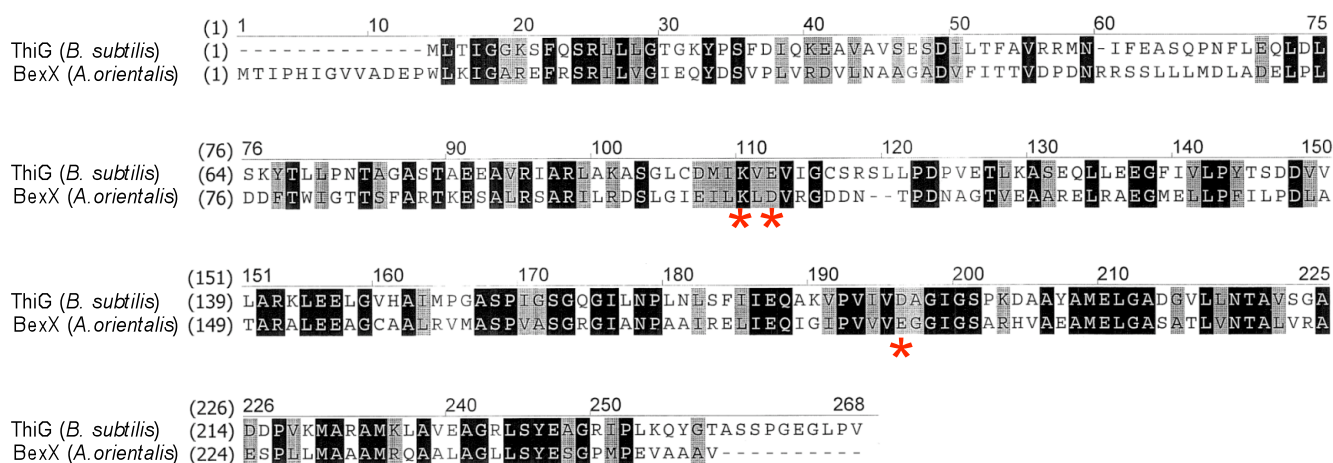 (1) 1 10 20 30 40 50 60 75
ThiG (B. subtilis) (1) -------------MLTIGGKSFQSRLLLGTGKYPSFDIQKEAVAVSESDILTFAVRRMN-IFEASQPNFLEQLDL
BexX (A.orientalis) (1) MTIPHIGVVADEPWLKIGAREFRSRILVGIEQYDSVPLVRDVLNAAGADVFITTVDPDNRRSSLLLMDLADELPL
(76) 76 90 100 110 120 130 140 150
ThiG (B. subtilis) (64) SKYTLLPNTAGASTAEEAVRIARLAKASGLCDMIKVEVIGCSRSLLPDPVETLKASEQLLEEGFIVLPYTSDDVV
BexX (A.orientalis) (76) DDFTWIGTTSFARTKESALRSARILRDSLGIEILKLDVRGDDN--TPDNAGTVEAARELRAEGMELLPFILPDLA
* *
(151) 151 160 170 180 190 200 210 225
ThiG (B. subtilis) (139) LARKLEELGVHAIMPGASPIGSGQGILNPLNLSFIIEQAKVPVIVDAGIGSPKDAAYAMELGADGVLLNTAVSGA
BexX (A.orientalis) (149) TARALEEAGCAALRVMASPVASGRGIANPAAIRELIEQIGIPVVVEGGIGSARHVAEAMELGASATLVNTALVRA
*
(226) 226 240 250 268
ThiG (B. subtilis) (214) DDPVKMARAMKLAVEAGRLSYEAGRIPLKQYGTASSPGEGLPV
BexX (A.orientalis) (224) ESPLLMAAAMRQAALAGLLSYESGPMPEVAAAV----------